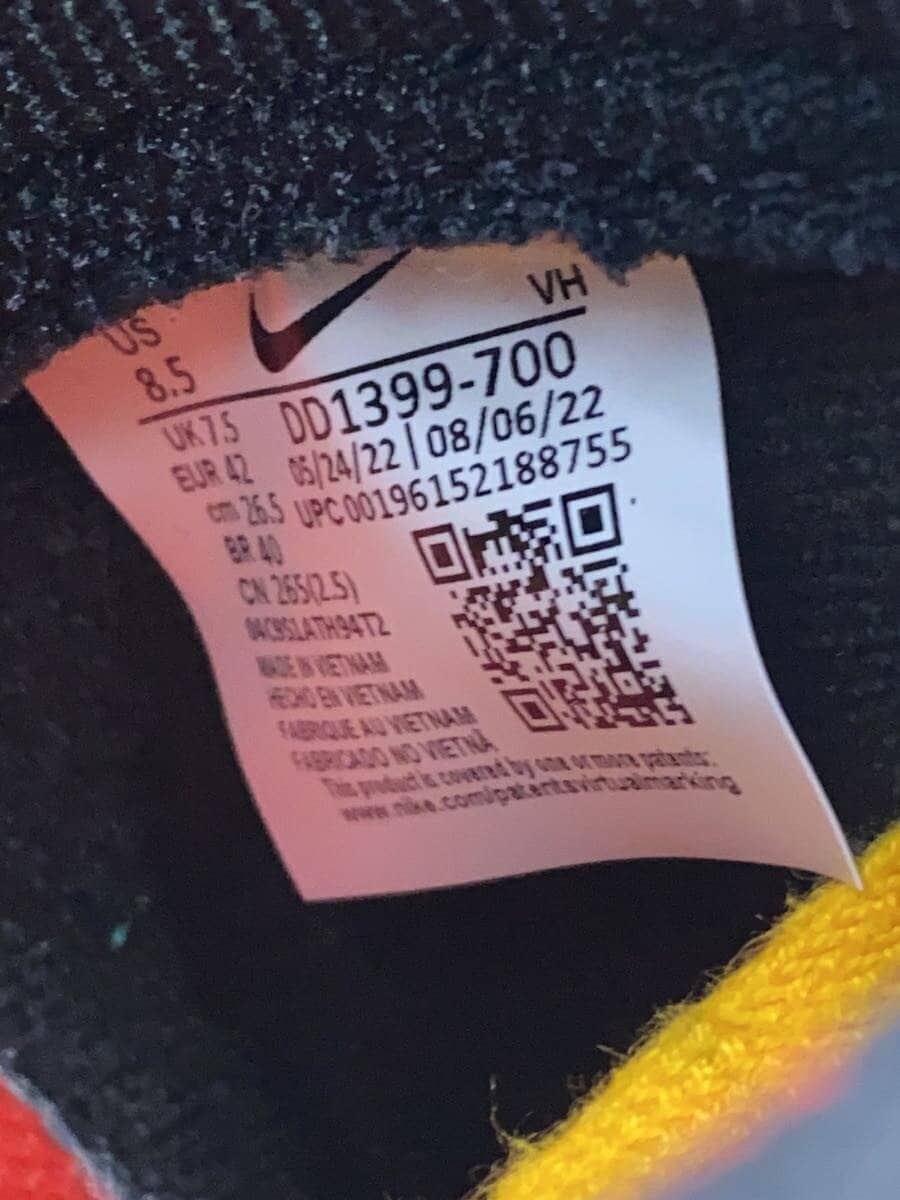 US
VH
8.5
UK 7.5 DD1399-700
EUR 42 05/24/22 | 08/06/22
cm 26.5 UPC 00196152188755
BR 40
CN 265(2.5)
MADE IN VIETNAM
HECHO EN VIETNAM
FABRIQUE AU VIETNAM
FABRICADO NO VIETNÃ
This product is covered by one or more patents:
www.nike.com/patentsvirtualmarking